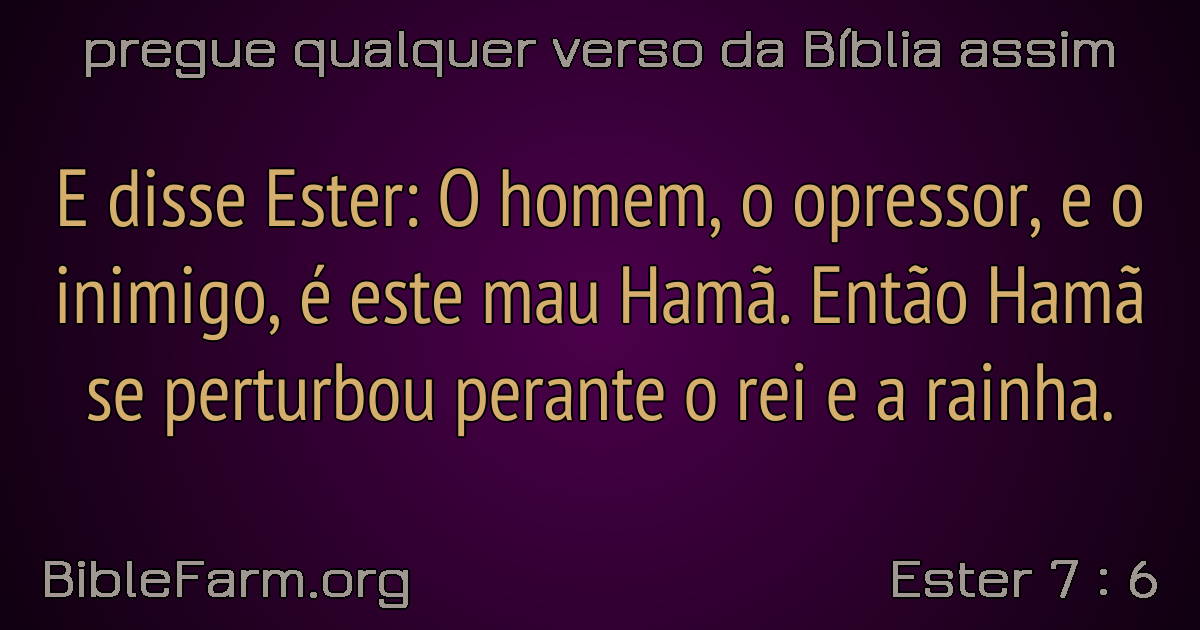 pregue qualquer verso da Bíblia assim
E disse Ester: O homem, o opressor, e o
inimigo, é este mau Hamã. Então Hamã
se perturbou perante o rei e a rainha.
BibleFarm.org
Ester 7 : 6